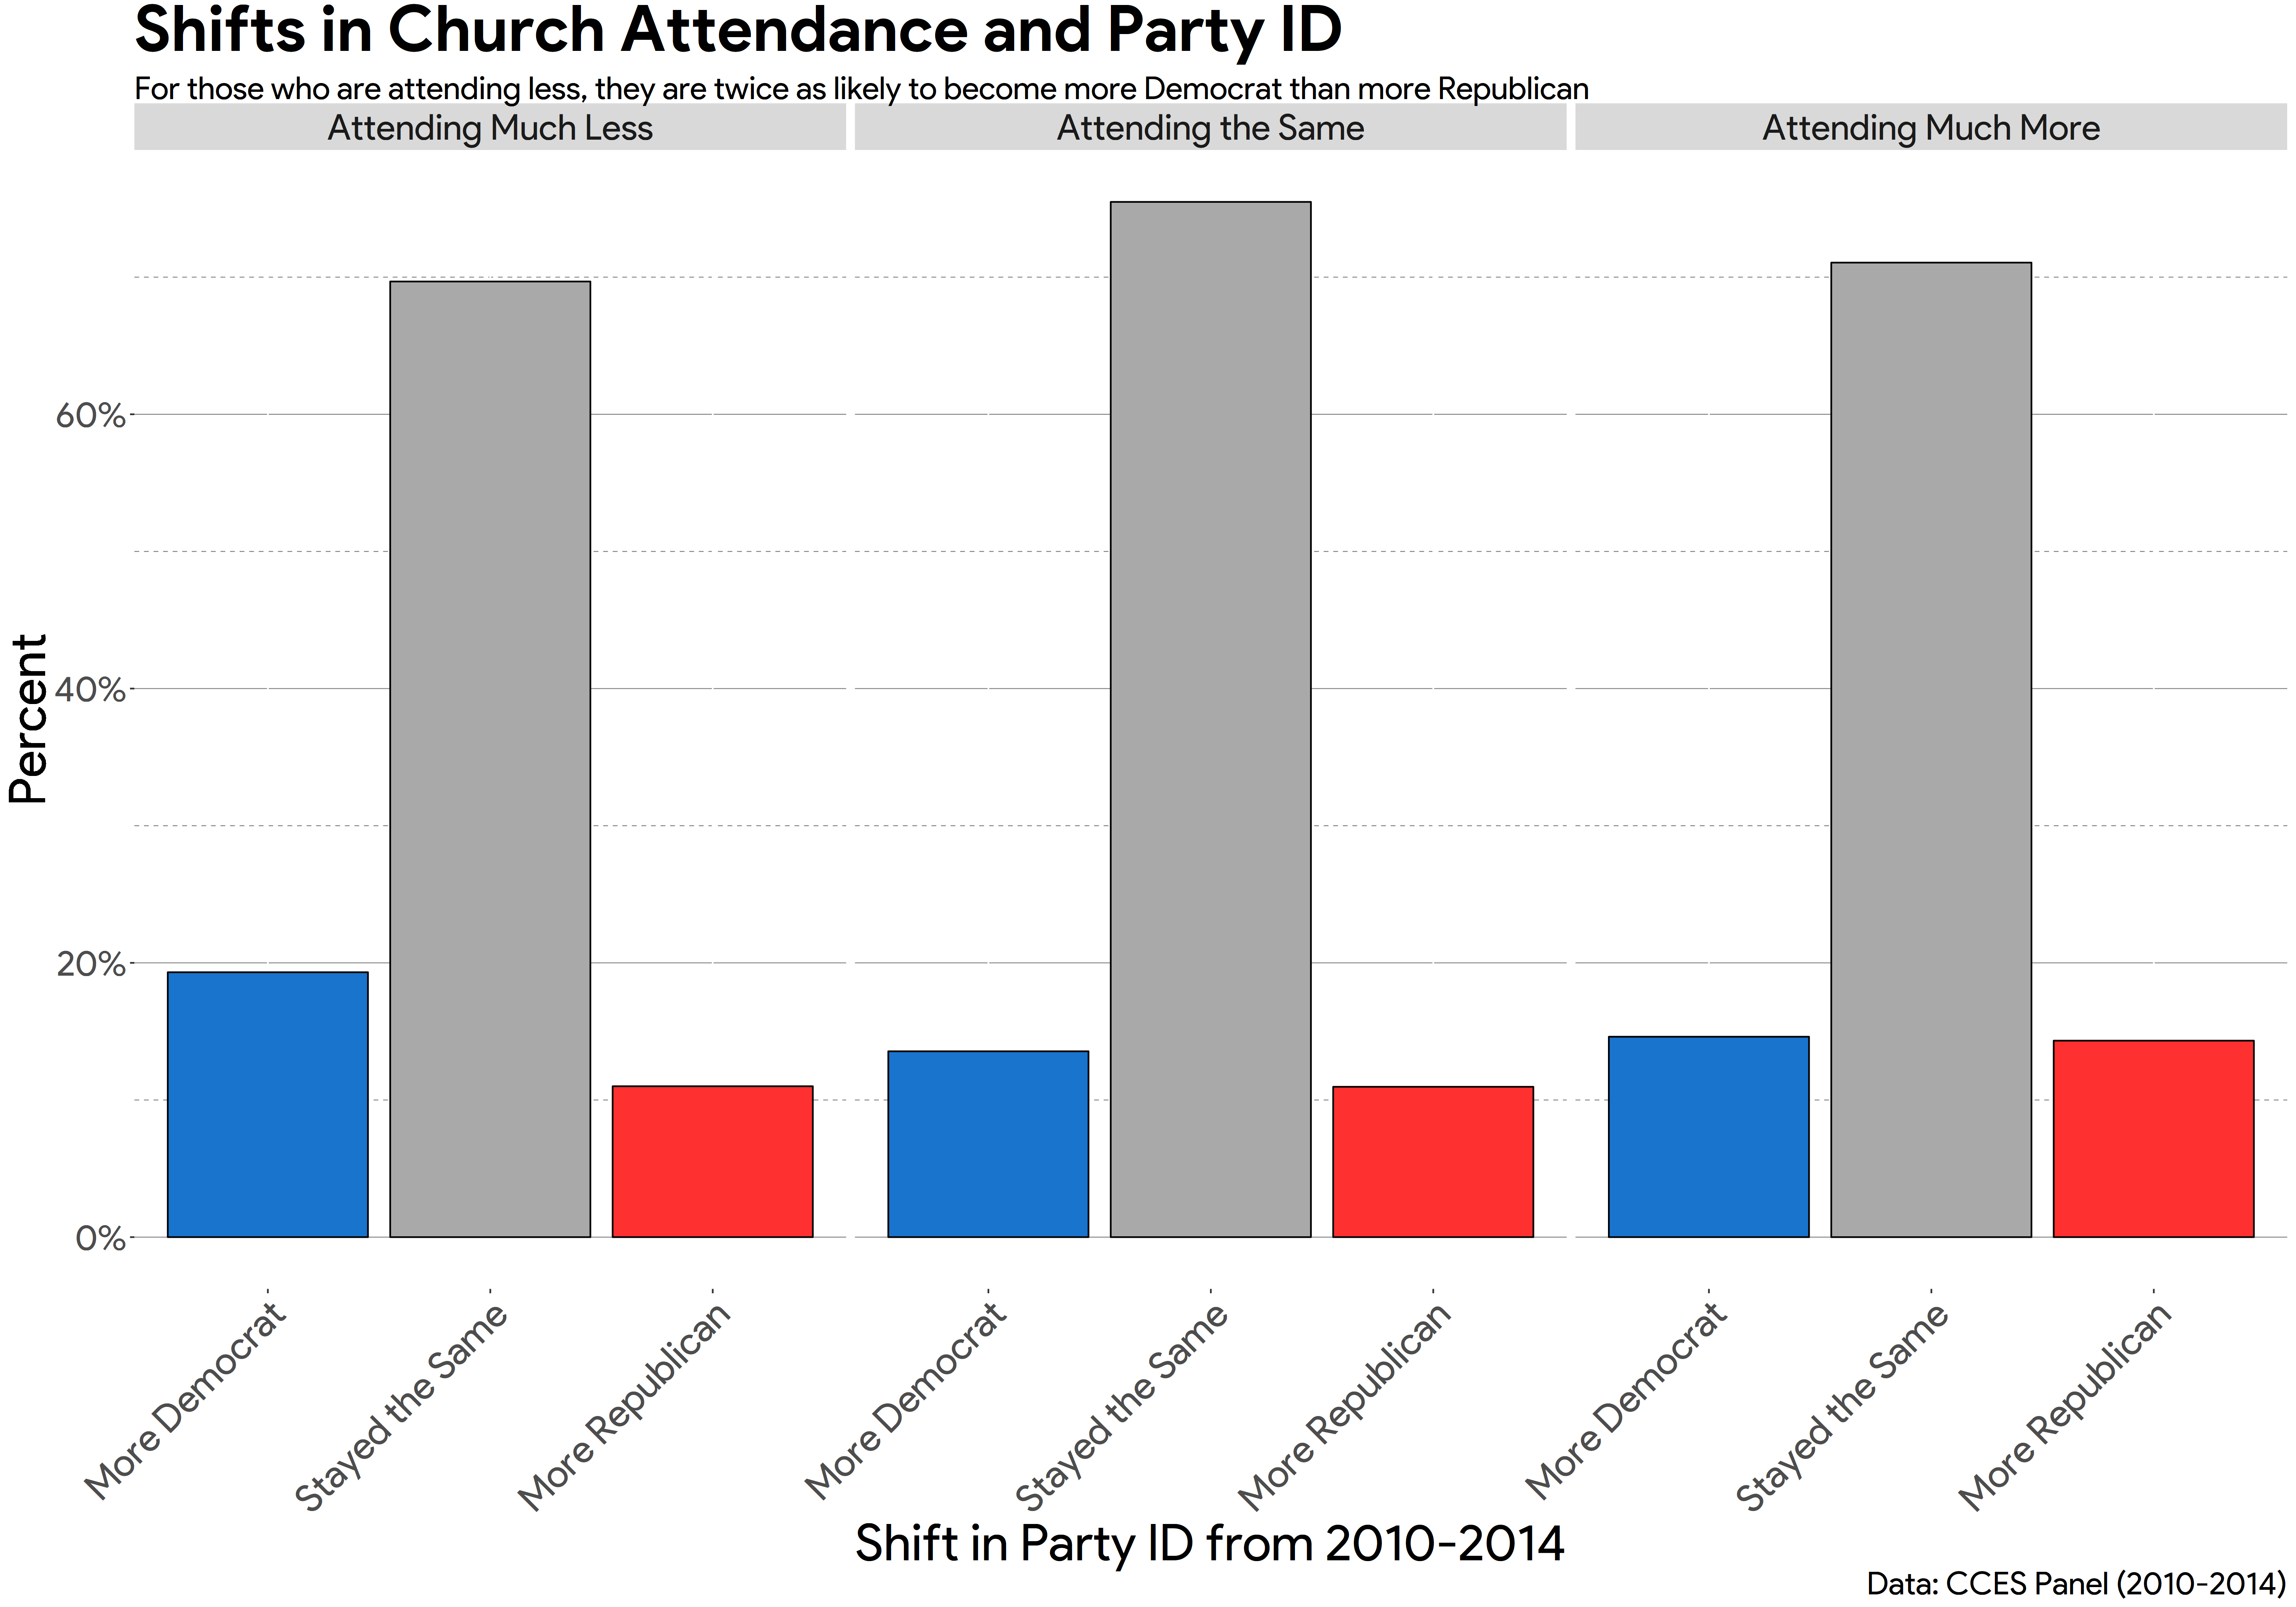 Shifts in Church Attendance and Party ID
For those who are attending less, they are twice as likely to become more Democrat than more Republican
Attending Much Less
Attending the Same
Attending Much More
Percent
60%
40%
20%
0%
More Democrat
Stayed the Same
More Republican
More Democrat
Stayed the Same
More Republican
More Democrat
Stayed the Same
More Republican
Shift in Party ID from 2010-2014
Data: CCES Panel (2010-2014)